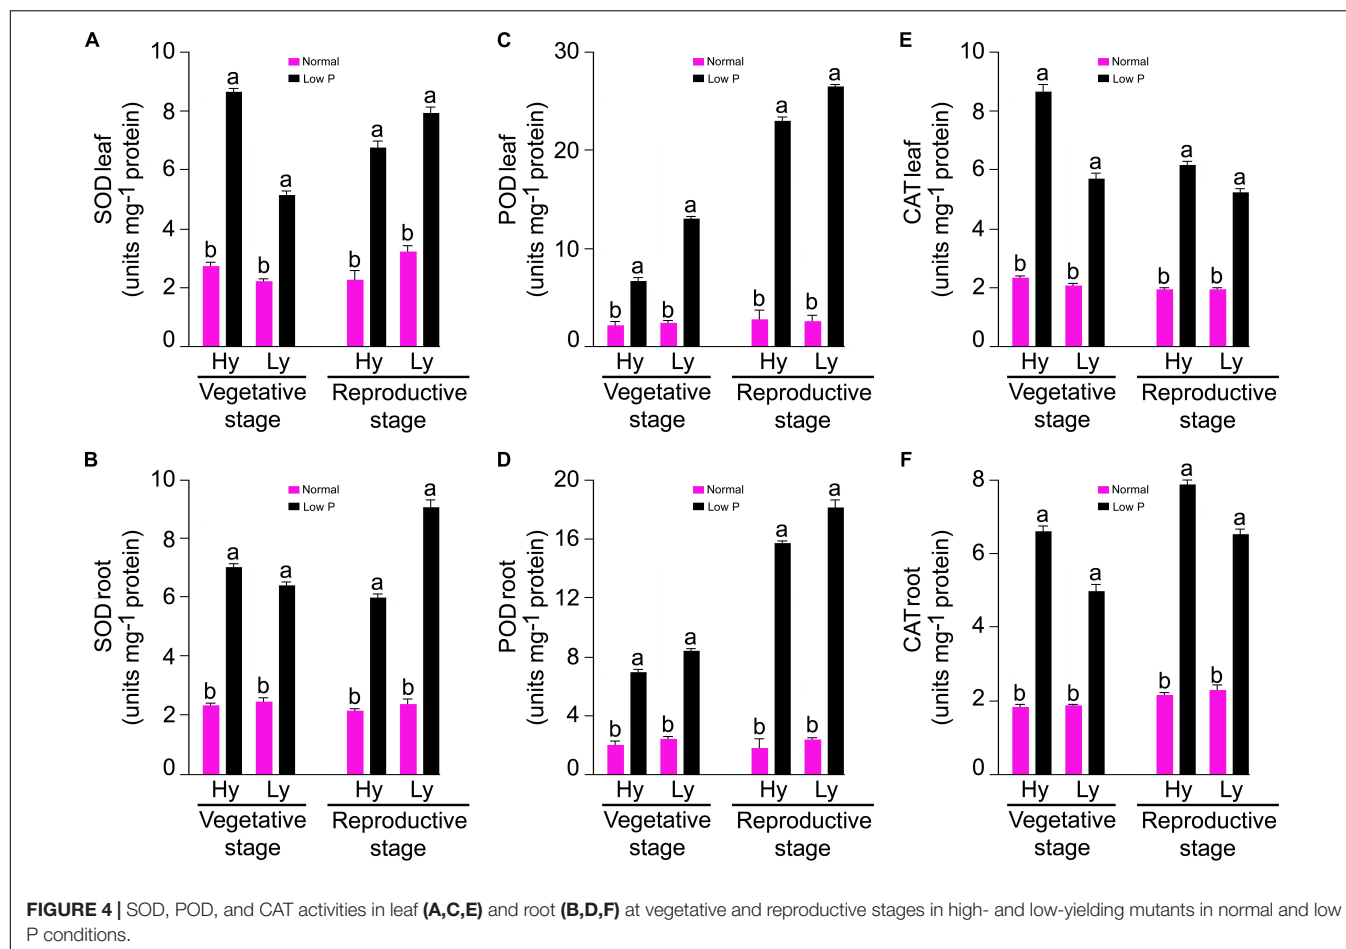 A
10
8
6
4
2
0
SOD leaf
(units mg-1 protein)
Normal
Low P
a
b
a
b
a
b
a
b
Hy Ly Hy Ly
Vegetative stage
Reproductive stage
C
30
20
10
0
POD leaf
(units mg-1 protein)
Normal
Low P
b
a
b
a
b
a
b
a
Hy Ly Hy Ly
Vegetative stage
Reproductive stage
E
10
8
6
4
2
0
CAT leaf
(units mg-1 protein)
Normal
Low P
b
a
b
a
b
a
b
a
Hy Ly Hy Ly
Vegetative stage
Reproductive stage
B
10
8
6
4
2
0
SOD root
(units mg-1 protein)
Normal
Low P
b
a
b
a
b
a
b
a
Hy Ly Hy Ly
Vegetative stage
Reproductive stage
D
20
16
12
8
4
0
POD root
(units mg-1 protein)
Normal
Low P
b
a
b
a
b
a
b
a
Hy Ly Hy Ly
Vegetative stage
Reproductive stage
F
8
6
4
2
0
CAT root
(units mg-1 protein)
Normal
Low P
b
a
b
a
b
a
b
a
Hy Ly Hy Ly
Vegetative stage
Reproductive stage
FIGURE 4 | SOD, POD, and CAT activities in leaf (A,C,E) and root (B,D,F) at vegetative and reproductive stages in high- and low-yielding mutants in normal and low
P conditions.